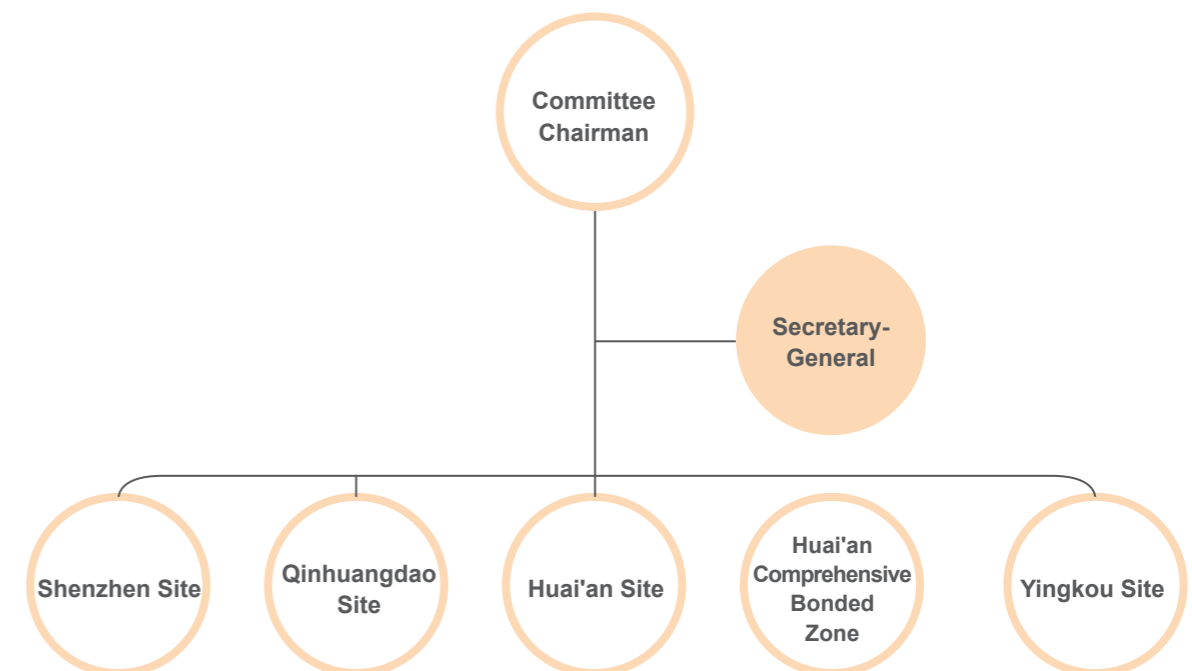 Committee
Chairman
Secretary-
General
Shenzhen Site
Qinhuangdao
Site
Huai'an Site
Huai'an
Comprehensive
Bonded
Zone
Yingkou Site